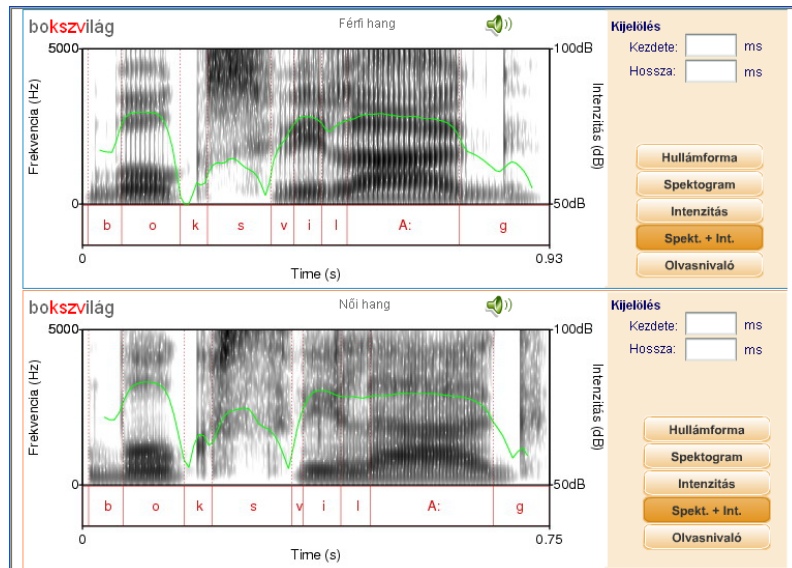 bokszvilág
Férfi hang
5000
100dB
Frekvencia (Hz)
Intenzitás (dB)
0
50dB
b o k s v i l A: g
0
0.93
Time (s)
Kijelölés
Kezdete: ms
Hossza: ms
Hullámforma
Spektogram
Intenzitás
Spekt. + Int.
Olvasnivaló
bokszvilág
Női hang
5000
100dB
Frekvencia (Hz)
Intenzitás (dB)
0
50dB
b o k s v i l A: g
0
0.75
Time (s)
Kijelölés
Kezdete: ms
Hossza: ms
Hullámforma
Spektogram
Intenzitás
Spekt. + Int.
Olvasnivaló